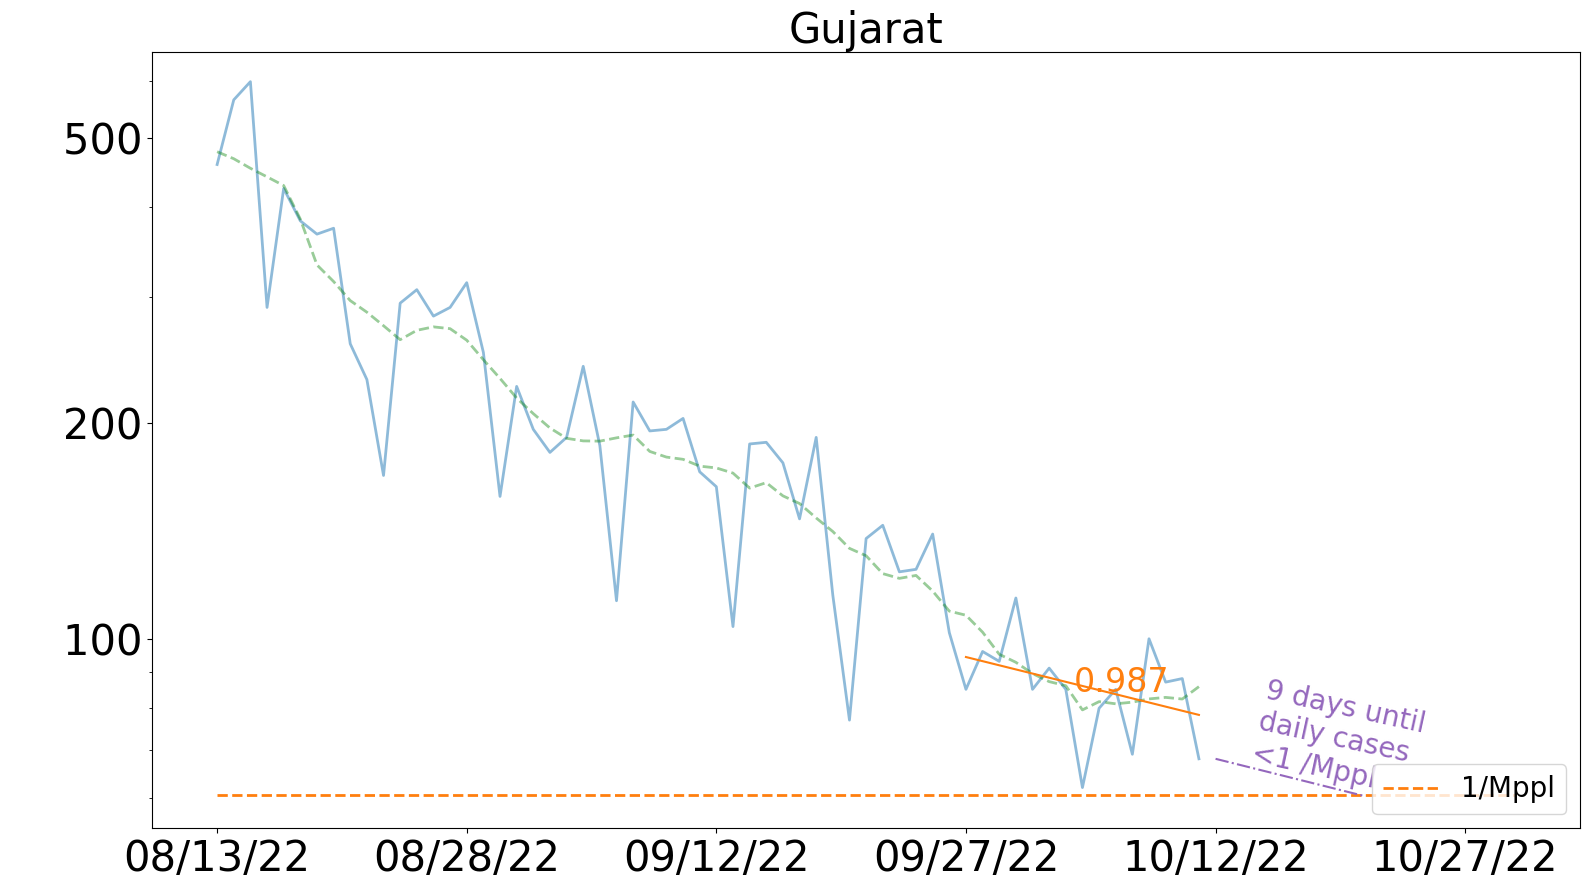 Gujarat
500
200
100
0.987
9 days until
daily cases
<1 /Mppl
1/Mppl
08/13/22
08/28/22
09/12/22
09/27/22
10/12/22
10/27/22